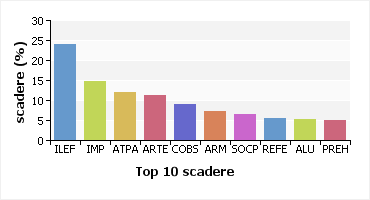 30
25
20
15
10
5
0
scadere (%)
ILEF IMP ATPA ARTE COBS ARM SOCP REFE ALU PREH
Top 10 scadere